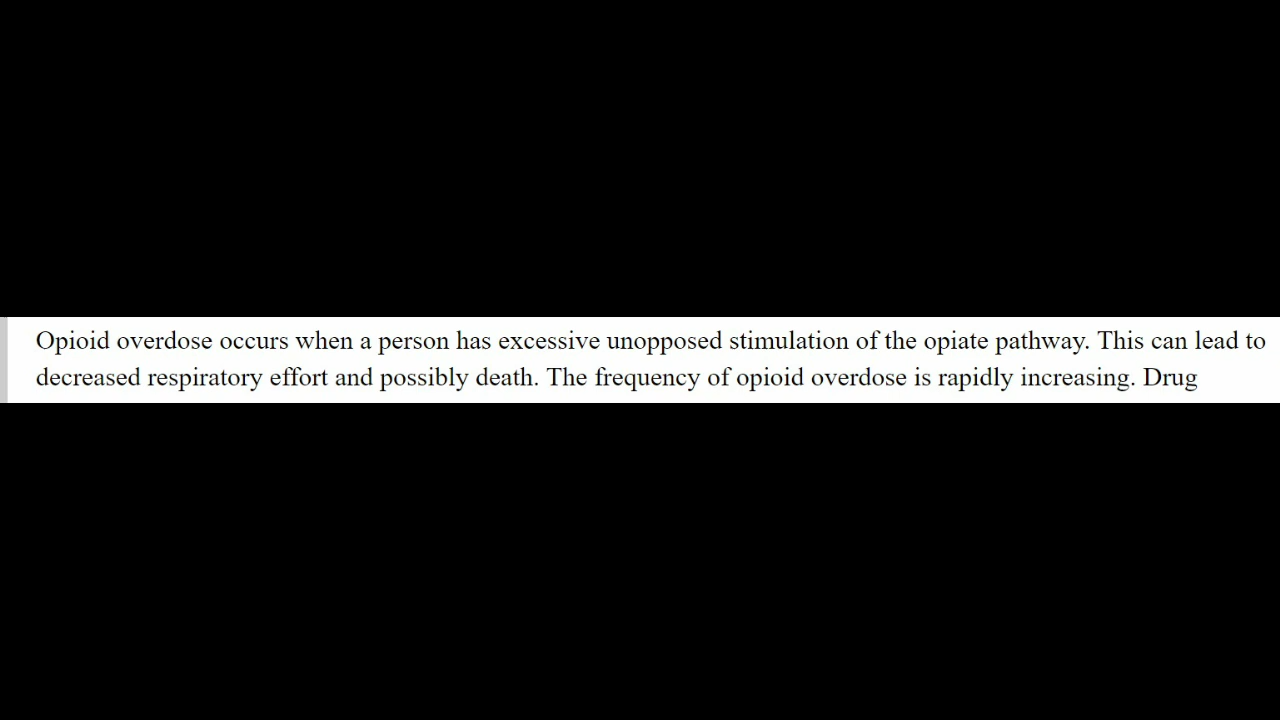 Opioid overdose occurs when a person has excessive unopposed stimulation of the opiate pathway. This can lead to
decreased respiratory effort and possibly death. The frequency of opioid overdose is rapidly increasing. Drug